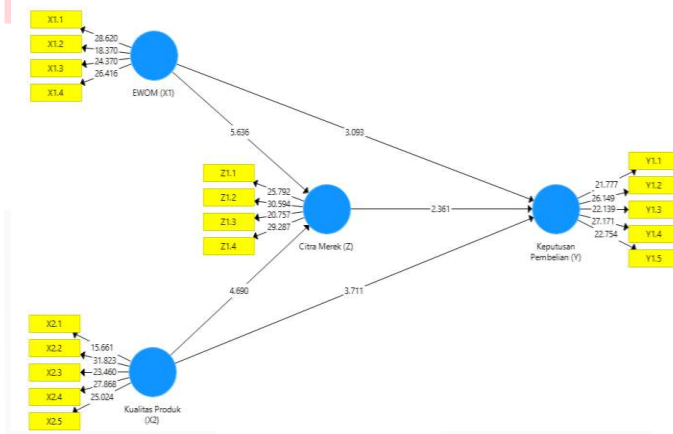 X1.1
X1.2
X1.3
X1.4
28.620
18.370
24.370
26.416
EWOM (X1)
5.636
3.093
Z1.1
Z1.2
Z1.3
Z1.4
25.792
30.594
20.757
29.287
Citra Merek (Z)
2.361
Y1.1
Y1.2
Y1.3
Y1.4
Y1.5
21.777
26.149
22.139
27.171
22.754
Keputusan
Pembelian (Y)
4.690
3.711
X2.1
X2.2
X2.3
X2.4
X2.5
15.661
31.823
23.460
27.868
25.024
Kualitas Produk
(X2)